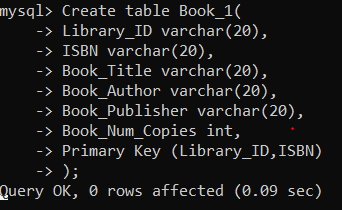 mysql> Create table Book_1(
    -> Library_ID varchar(20),
    -> ISBN varchar(20),
    -> Book_Title varchar(20),
    -> Book_Author varchar(20),
    -> Book_Publisher varchar(20),
    -> Book_Num_Copies int,
    -> Primary Key (Library_ID,ISBN)
    -> );
Query OK, 0 rows affected (0.09 sec)